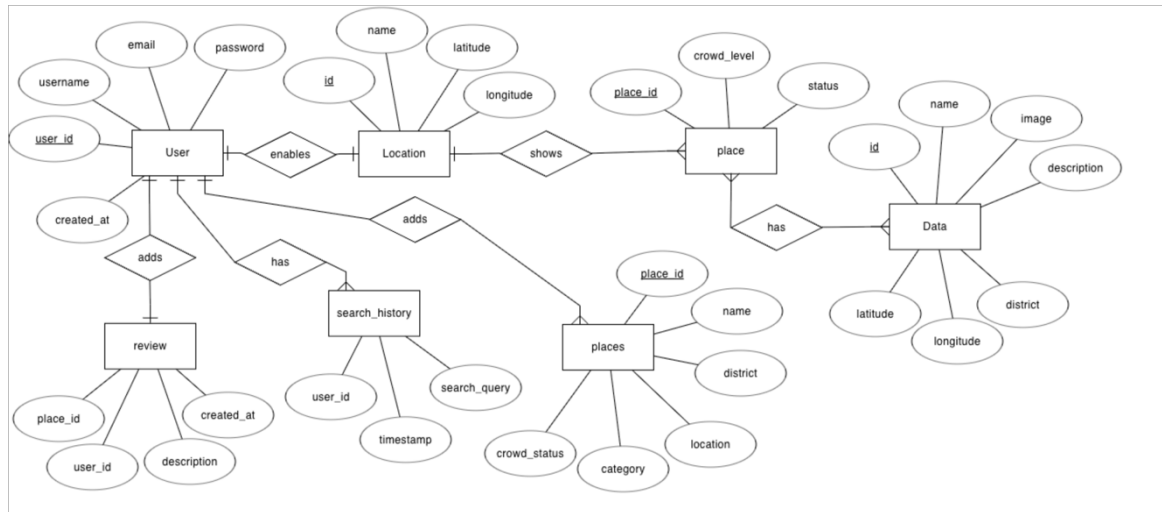 name
email
password
latitude
crowd_level
username
id
longitude
place_id
status
name
image
user_id
id
User
enables
Location
shows
place
description
created_at
adds
has
Data
adds
has
place_id
search_history
name
latitude
district
longitude
review
places
user_id
search_query
district
place_id
created_at
timestamp
crowd_status
location
user_id
description
category